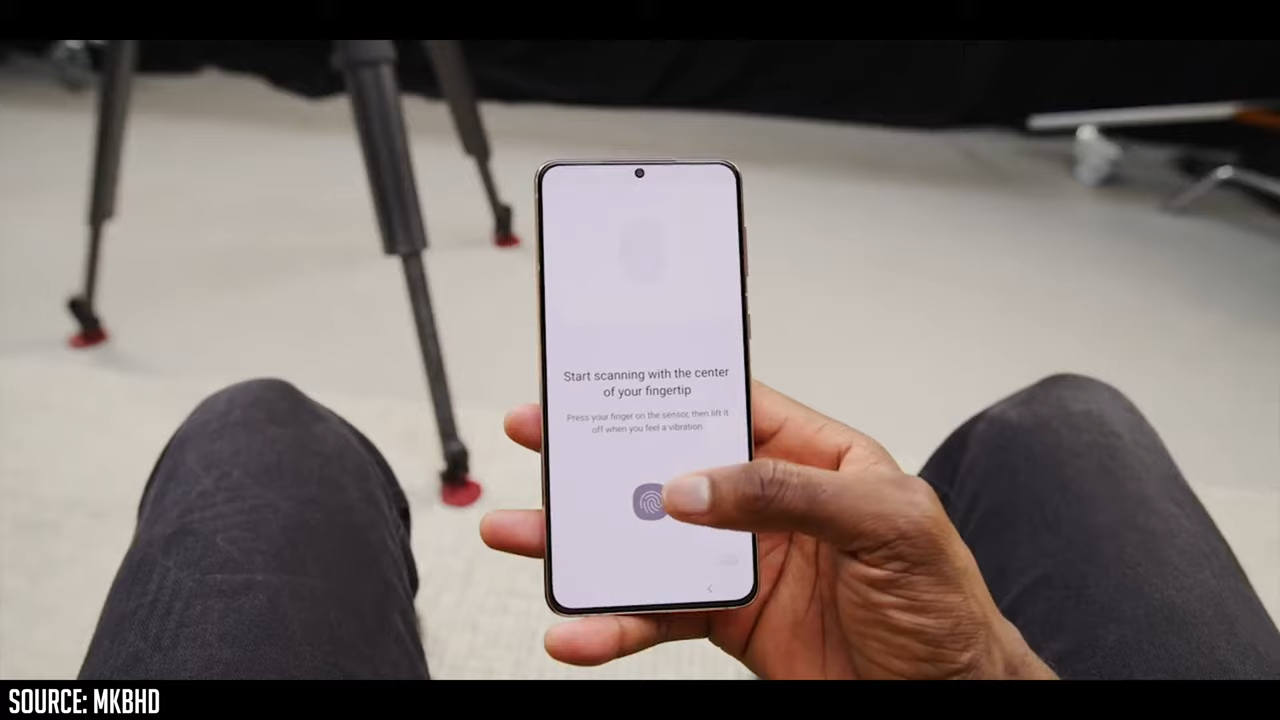 Start scanning with the center
of your fingertip
Press your finger on the sensor, then lift it
off when you feel a vibration.
SOURCE: MKBHD